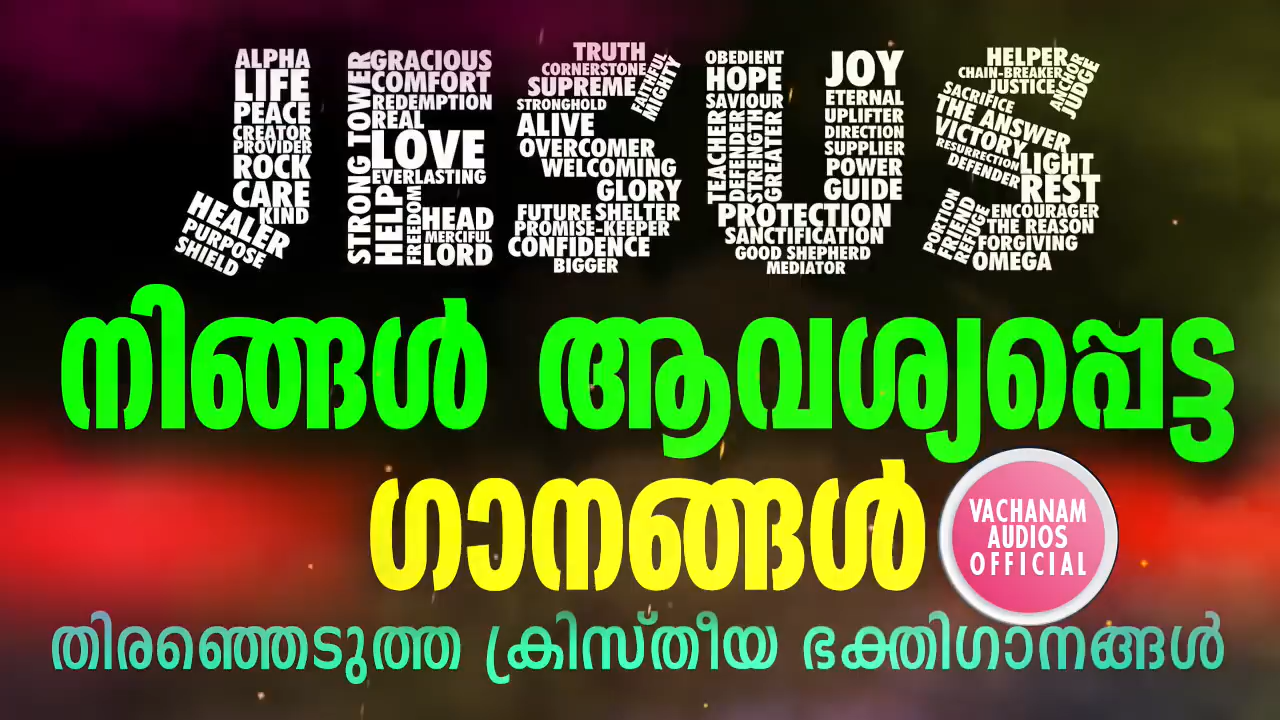 ALPHA
LIFE
PEACE
CREATOR
PROVIDER
ROCK
CARE
KIND
HEALER
PURPOSE
SHIELD
STRONG TOWER
GRACIOUS
COMFORT
REDEMPTION
REAL
LOVE
EVERLASTING
HELP
FREEDOM
HEAD
MERCIFUL
LORD
TRUTH
CORNERSTONE
SUPREME
FAITHFUL
MIGHTY
STRONGHOLD
ALIVE
OVERCOMER
WELCOMING
GLORY
FUTURE SHELTER
PROMISE-KEEPER
CONFIDENCE
BIGGER
OBEDIENT
HOPE
SAVIOUR
TEACHER
DEFENDER
STRENGTH
GREATER
JOY
ETERNAL
UPLIFTER
DIRECTION
SUPPLIER
POWER
GUIDE
PROTECTION
SANCTIFICATION
GOOD SHEPHERD
MEDIATOR
HELPER
CHAIN-BREAKER
JUSTICE
ANCHOR
JUDGE
SACRIFICE
THE ANSWER
VICTORY
RESURRECTION
DEFENDER
LIGHT
REST
PORTION
FRIEND
REFUGE
ENCOURAGER
THE REASON
FORGIVING
OMEGA
നിങ്ങൾ ആവശ്യപ്പെട്ട
ഗാനങ്ങൾ
VACHANAM
AUDIOS
OFFICIAL
തിരഞ്ഞെടുത്ത ക്രിസ്തീയ ഭക്തിഗാനങ്ങൾ